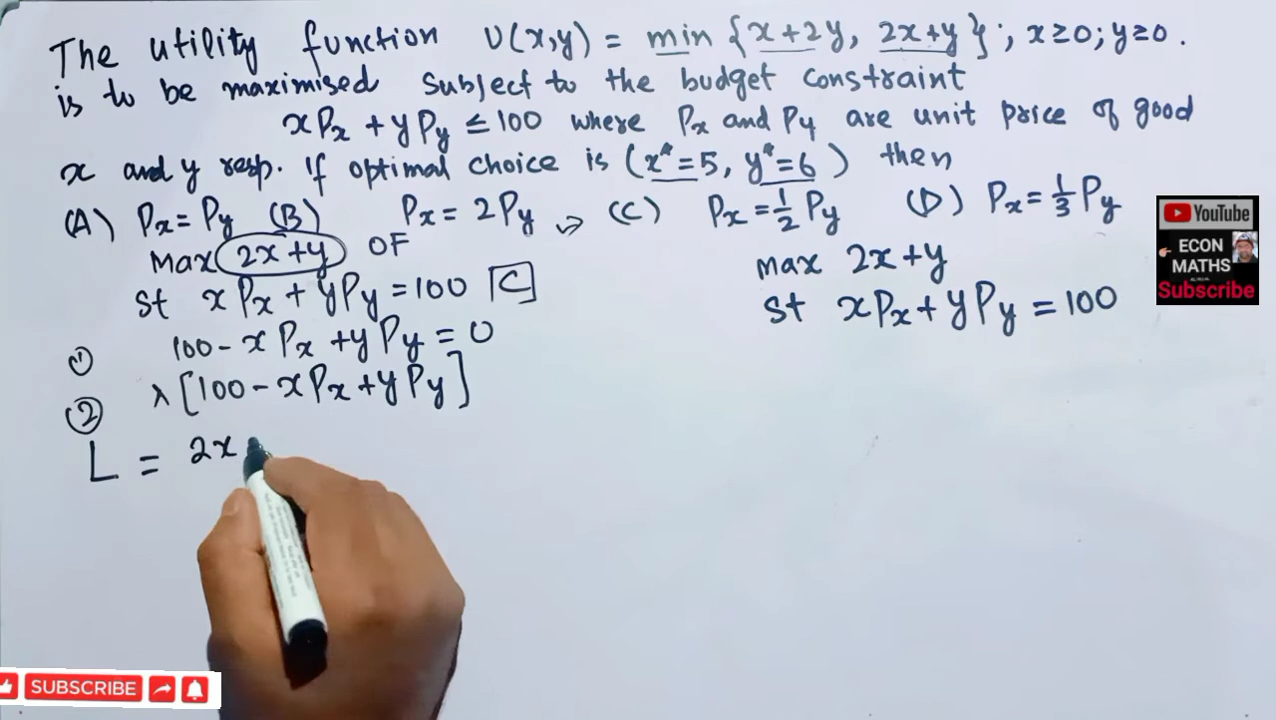 The utility function U(x,y) = min {x+2y, 2x+y} ; x≥0; y≥0.
is to be maximised subject to the budget constraint
xPx + yPy ≤ 100 where Px and Py are unit price of good
x and y resp. If optimal choice is (x*=5, y*=6) then
(A) Px=Py (B) Px = 2Py (C) Px=1/2 Py (D) Px=1/3 Py
Max 2x+y OF
St xPx + yPy = 100 C
① 100 - xPx + yPy = 0
② λ[100 - xPx + yPy]
L = 2x
max 2x+y
st xPx + yPy = 100
YouTube
ECON
MATHS
Subscribe
SUBSCRIBE